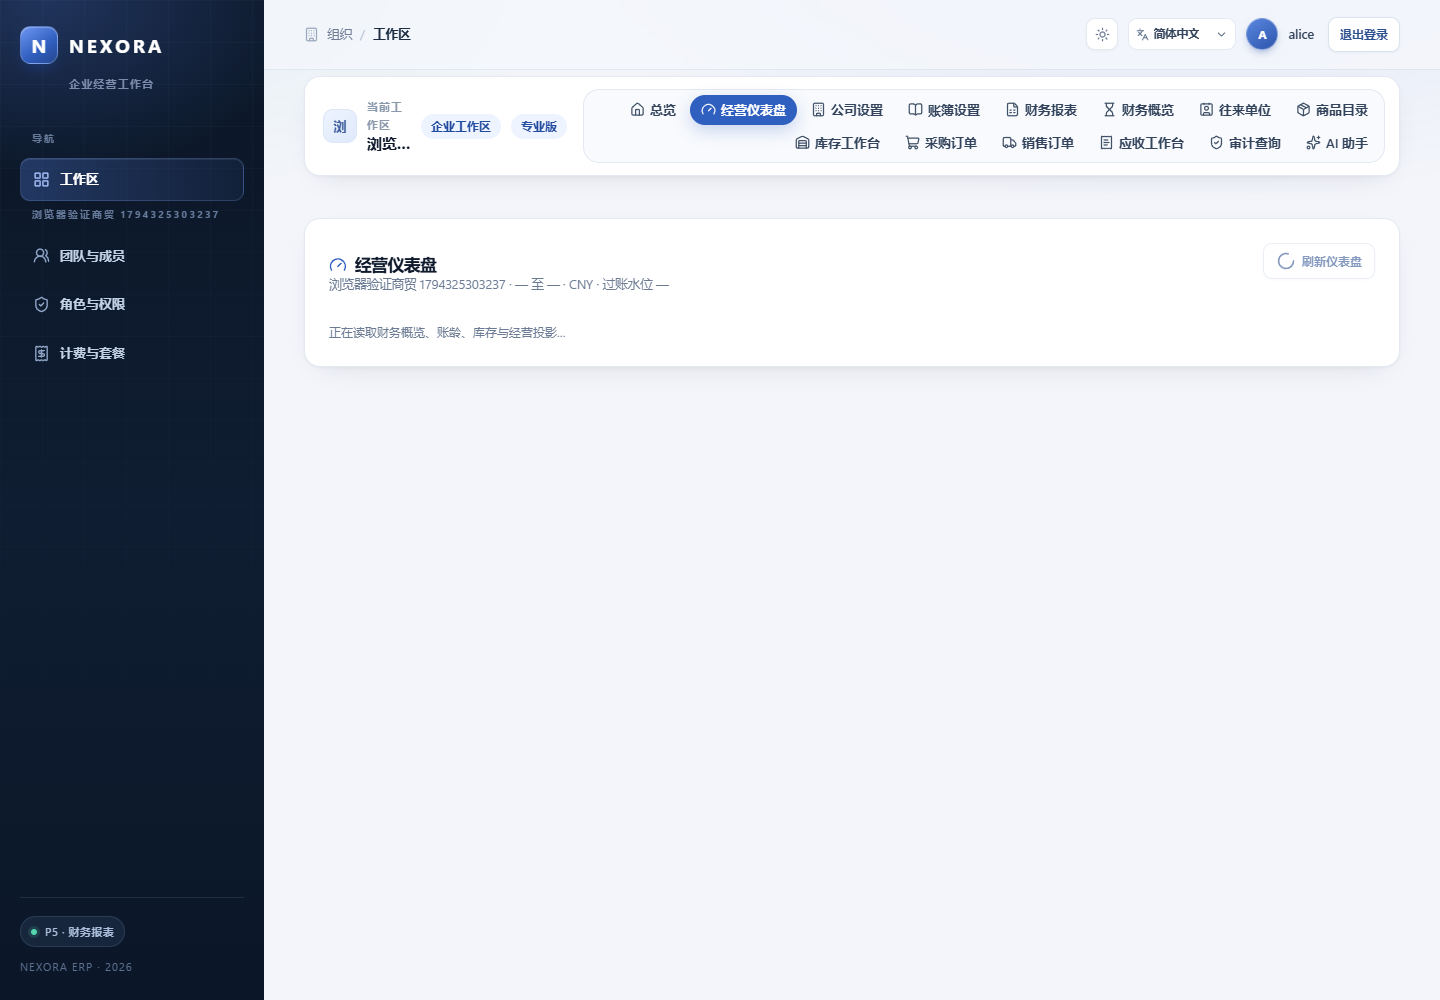 N NEXORA
企业经营工作台
导航
工作区
浏览器验证商贸 1794325303237
团队与成员
角色与权限
计费与套餐
P5 · 财务报表
NEXORA ERP · 2026
组织 / 工作区
简体中文
A alice
退出登录
浏
当前工
作区
浏览...
企业工作区
专业版
总览 经营仪表盘 公司设置 账簿设置 财务报表 财务概览 往来单位 商品目录
库存工作台 采购订单 销售订单 应收工作台 审计查询 AI 助手
经营仪表盘
浏览器验证商贸 1794325303237 · — 至 — · CNY · 过账水位 —
刷新仪表盘
正在读取财务概览、账龄、库存与经营投影...